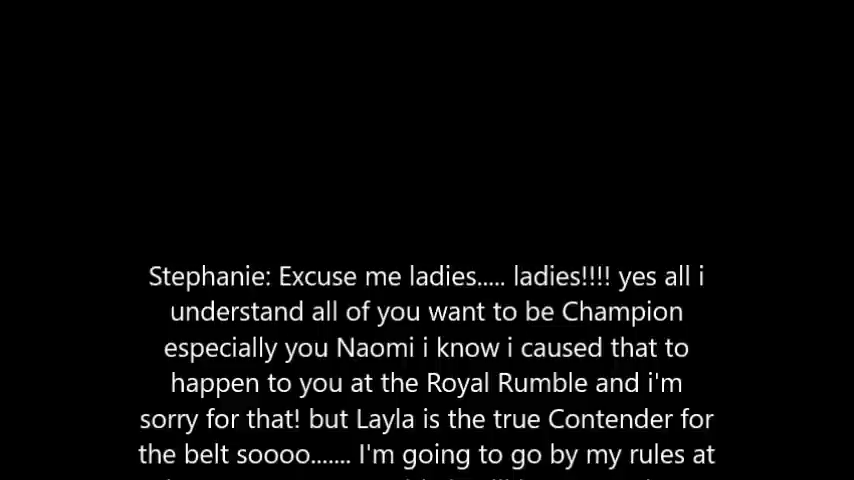 Stephanie: Excuse me ladies..... ladies!!!! yes all i
understand all of you want to be Champion
especially you Naomi i know i caused that to
happen to you at the Royal Rumble and i'm
sorry for that! but Layla is the true Contender for
the belt soooo....... I'm going to go by my rules at